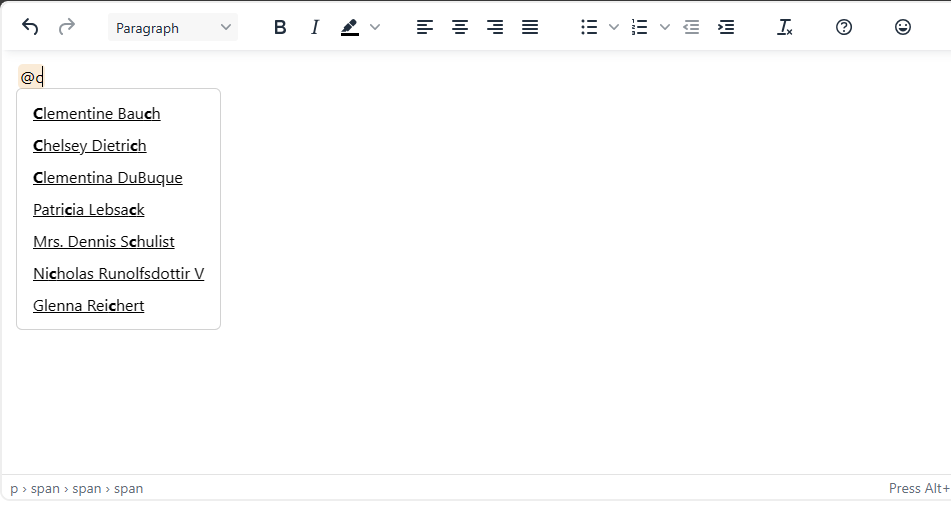 Paragraph B I
@c
Clementine Bauch
Chelsey Dietrich
Clementina DuBuque
Patricia Lebsack
Mrs. Dennis Schulist
Nicholas Runolfsdottir V
Glenna Reichert
p › span › span › span Press Alt+